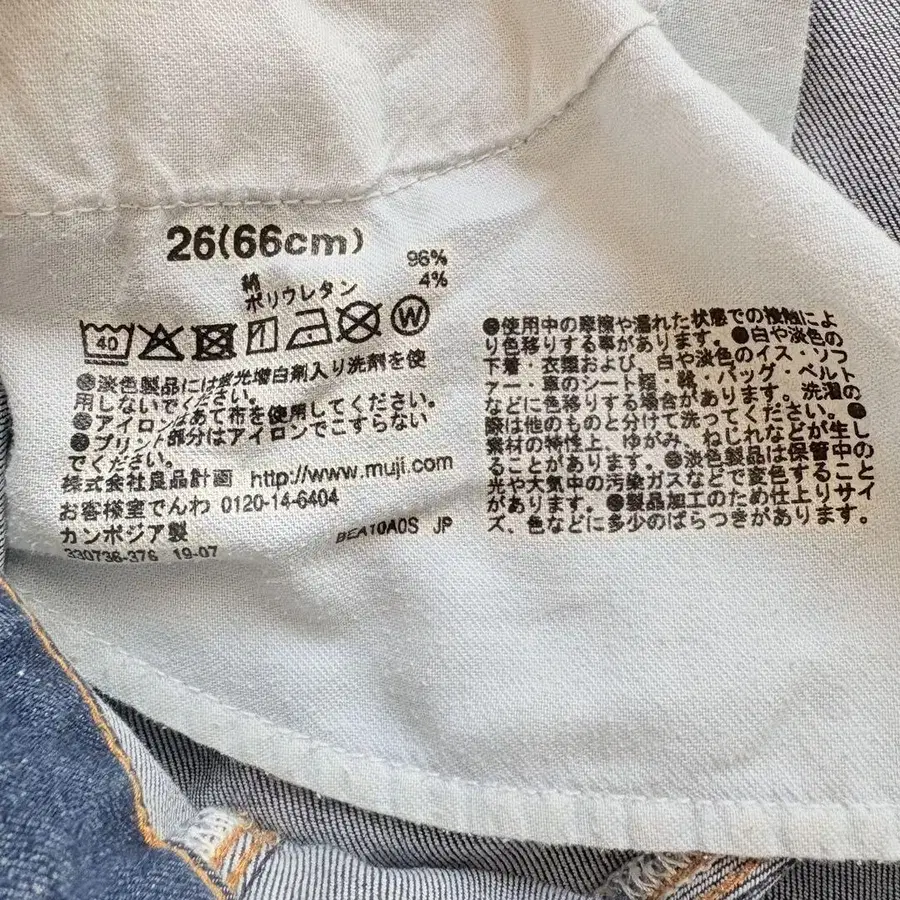 26(66cm)
綿 96%
ポリウレタン 4%
40
W
●淡色製品には蛍光増白剤入り洗剤を使
用しないでください。
●アイロンはあて布を使用してください。
●プリント部分はアイロンでこすらない
でください。
株式会社良品計画 http://www.muji.com
お客様室でんわ 0120-14-6404
カンボジア製
330736-376 19-07
BEA10A0S JP
●使用中の摩擦や濡れた状態での接触によ
り色移りする事があります。●白や淡色の
下着・衣類および、白や淡色のイス・ソフ
ァー・車のシート類・靴・バッグ・ベルト
などに色移りする場合があります。洗濯の
際は他のものと分けて洗ってください。●
素材の特性上、ゆがみ、ねじれなどが生じ
ることがあります。●淡色製品は保管中の
光や大気中の汚染ガスなどで変色すること
があります。●製品加工のため仕上りサイ
ズ、色などに多少のばらつきがあります。